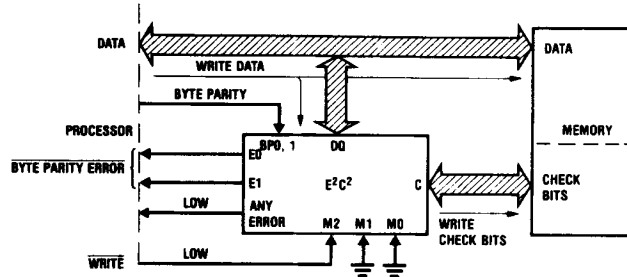 DATA
DATA
WRITE DATA
BYTE PARITY
PROCESSOR
BP0, 1 DQ
MEMORY
E0
BYTE PARITY ERROR
E1 E²C² C
CHECK BITS
LOW
ANY ERROR
M2 M1 M0
WRITE CHECK BITS
LOW
WRITE